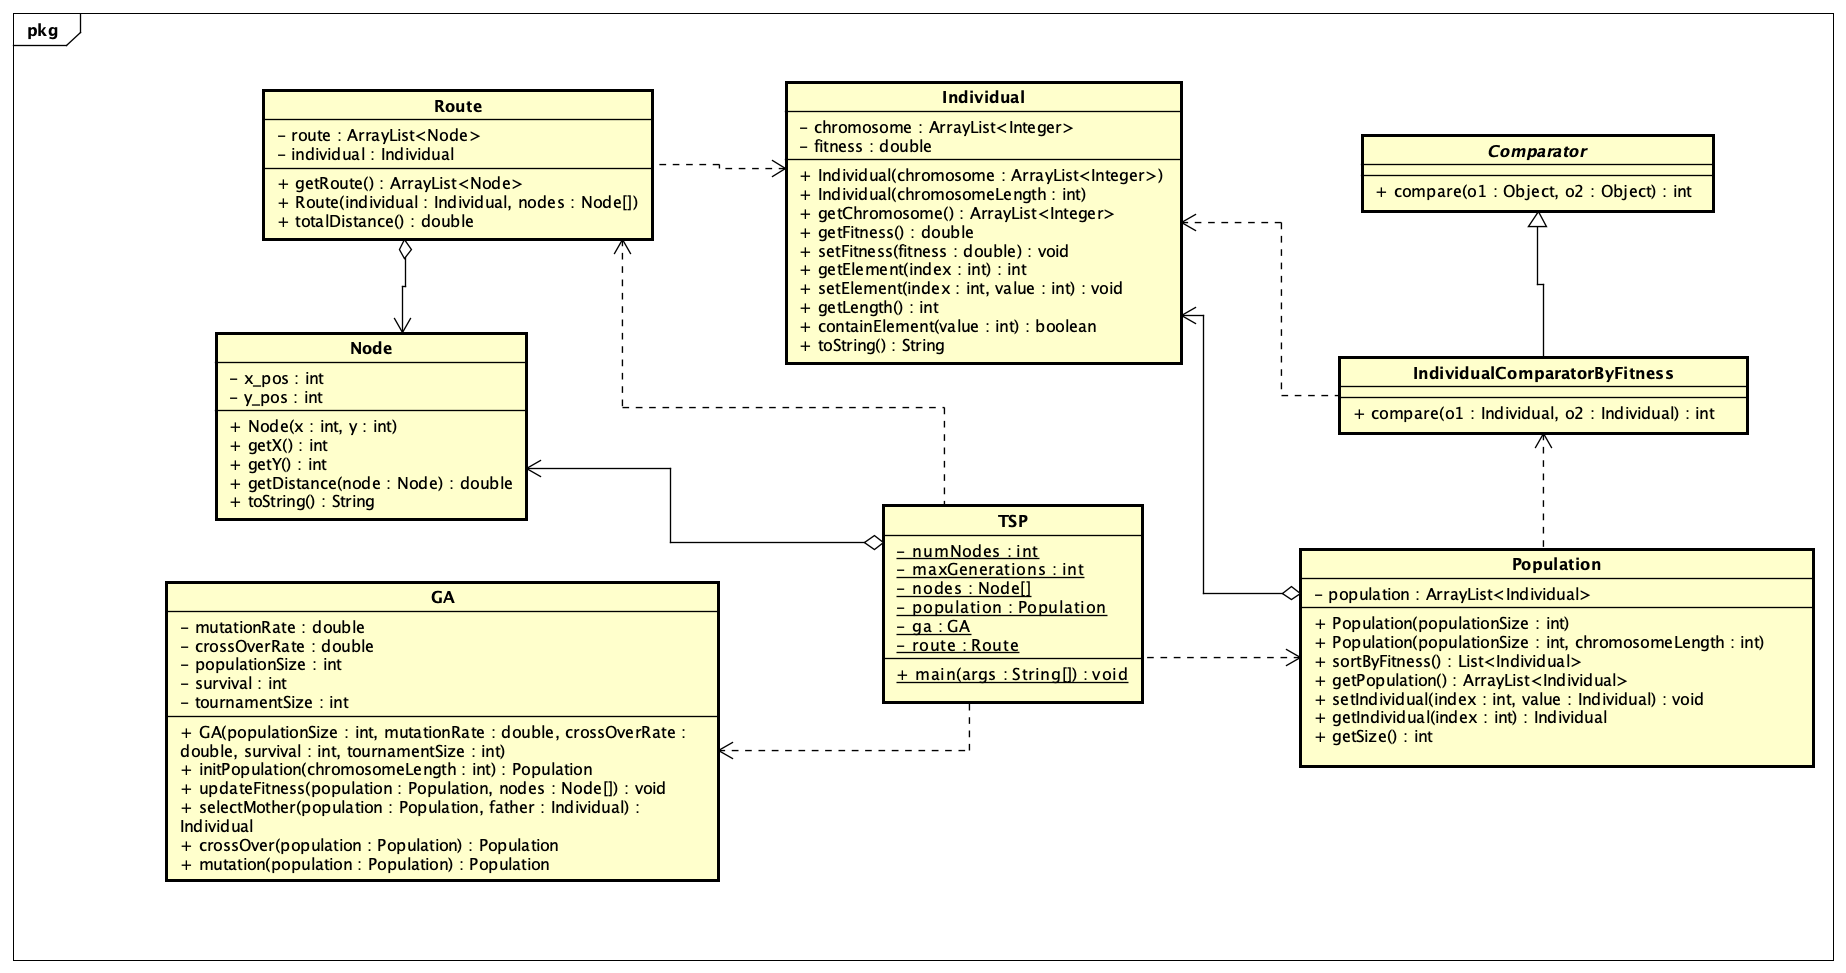 pkg
Route
– route : ArrayList<Node>
– individual : Individual
+ getRoute() : ArrayList<Node>
+ Route(individual : Individual, nodes : Node[])
+ totalDistance() : double
Individual
– chromosome : ArrayList<Integer>
– fitness : double
+ Individual(chromosome : ArrayList<Integer>)
+ Individual(chromosomeLength : int)
+ getChromosome() : ArrayList<Integer>
+ getFitness() : double
+ setFitness(fitness : double) : void
+ getElement(index : int) : int
+ setElement(index : int, value : int) : void
+ getLength() : int
+ containElement(value : int) : boolean
+ toString() : String
Comparator
+ compare(o1 : Object, o2 : Object) : int
Node
– x_pos : int
– y_pos : int
+ Node(x : int, y : int)
+ getX() : int
+ getY() : int
+ getDistance(node : Node) : double
+ toString() : String
IndividualComparatorByFitness
+ compare(o1 : Individual, o2 : Individual) : int
TSP
– numNodes : int
– maxGenerations : int
– nodes : Node[]
– population : Population
– ga : GA
– route : Route
+ main(args : String[]) : void
Population
– population : ArrayList<Individual>
+ Population(populationSize : int)
+ Population(populationSize : int, chromosomeLength : int)
+ sortByFitness() : List<Individual>
+ getPopulation() : ArrayList<Individual>
+ setIndividual(index : int, value : Individual) : void
+ getIndividual(index : int) : Individual
+ getSize() : int
GA
– mutationRate : double
– crossOverRate : double
– populationSize : int
– survival : int
– tournamentSize : int
+ GA(populationSize : int, mutationRate : double, crossOverRate :
double, survival : int, tournamentSize : int)
+ initPopulation(chromosomeLength : int) : Population
+ updateFitness(population : Population, nodes : Node[]) : void
+ selectMother(population : Population, father : Individual) :
Individual
+ crossOver(population : Population) : Population
+ mutation(population : Population) : Population